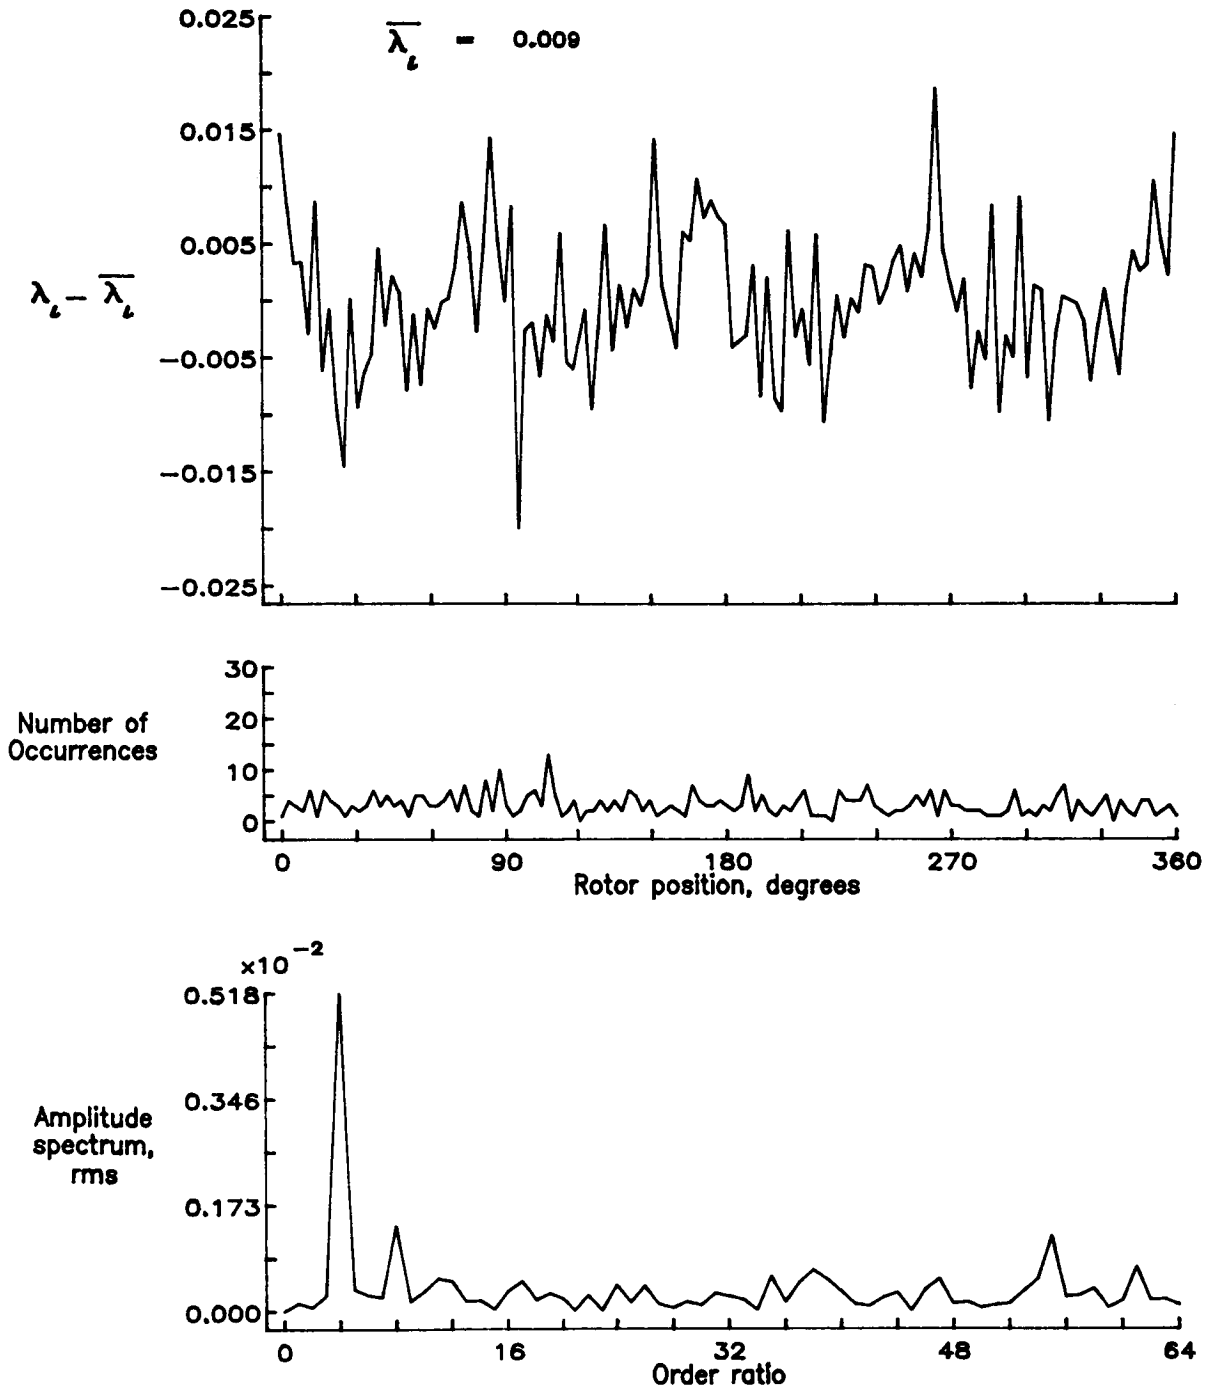 0.025
λ̅ᵢ = 0.009
0.015
0.005
λᵢ – λ̅ᵢ
−0.005
−0.015
−0.025
30
Number of
Occurrences
20
10
0
0 90 180 270 360
Rotor position, degrees
×10⁻²
0.518
0.346
Amplitude
spectrum,
rms
0.173
0.000
0 16 32 48 64
Order ratio